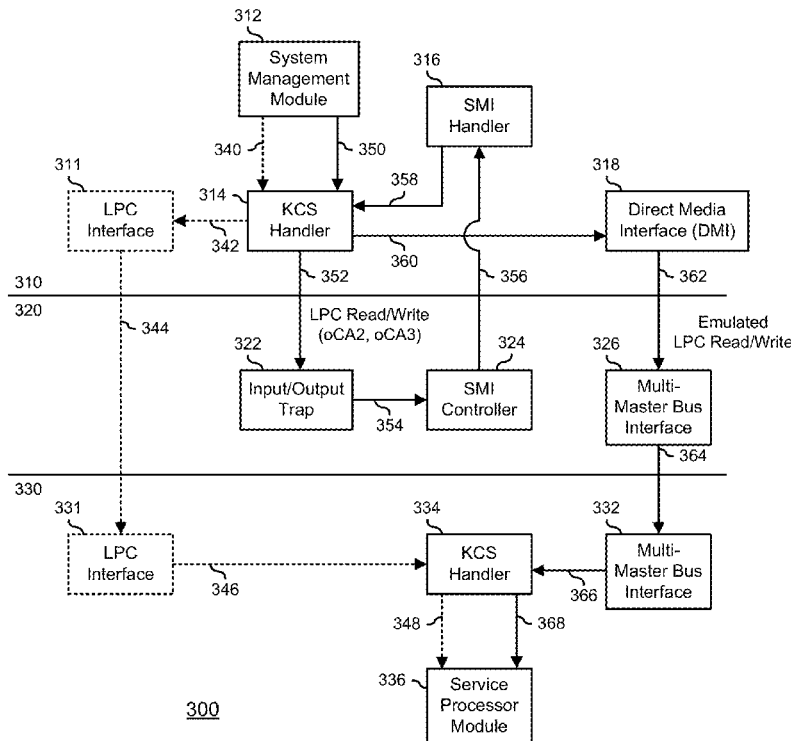 312
System
Management
Module
316
SMI
Handler
340
350
311
LPC
Interface
314
KCS
Handler
358
318
Direct Media
Interface (DMI)
342
360
352
356
362
310
320
344
LPC Read/Write
(oCA2, oCA3)
Emulated
LPC Read/Write
322
Input/Output
Trap
324
SMI
Controller
326
Multi-
Master Bus
Interface
354
364
330
331
LPC
Interface
334
KCS
Handler
332
Multi-
Master Bus
Interface
346
366
348
368
336
Service
Processor
Module
300